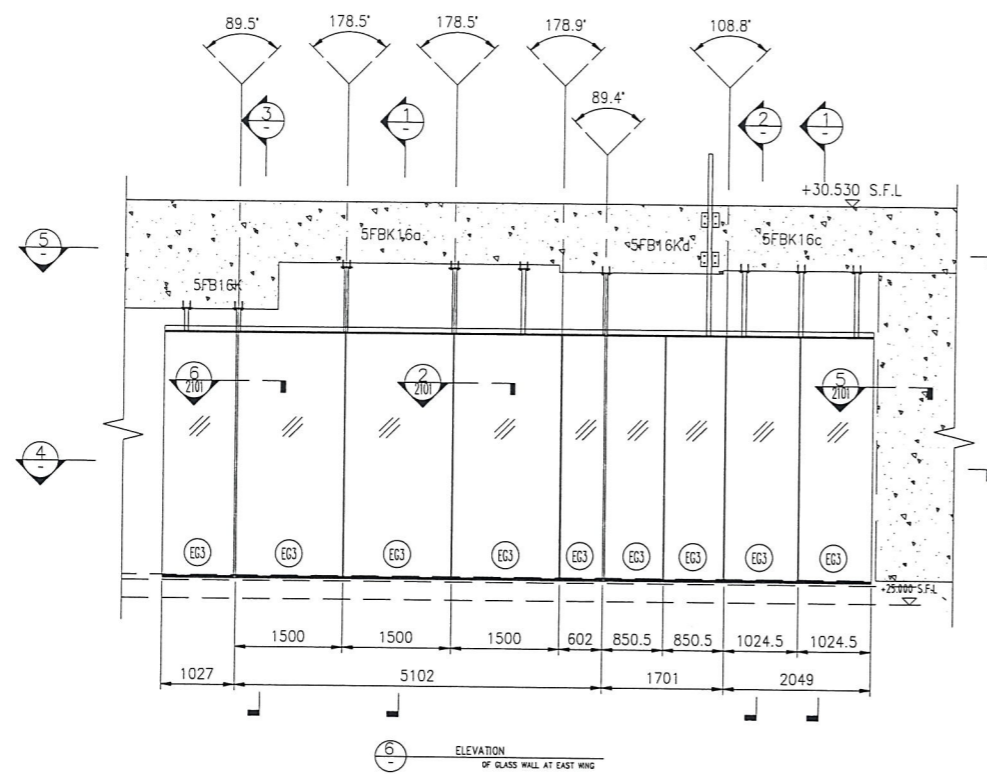 89.5° 178.5° 178.5° 178.9° 108.8°
89.4°
3
-
1
-
2
-
1
-
+30.530 S.F.L
5
-
5FBK16a
5FB16Kd
5FBK16c
5FB16K
6
2101
2
2101
5
2101
4
-
EG3 EG3 EG3 EG3 EG3 EG3 EG3 EG3 EG3
+25.000 S.F.L
1500 1500 1500 602 850.5 850.5 1024.5 1024.5
1027 5102 1701 2049
6
-
ELEVATION
OF GLASS WALL AT EAST WING